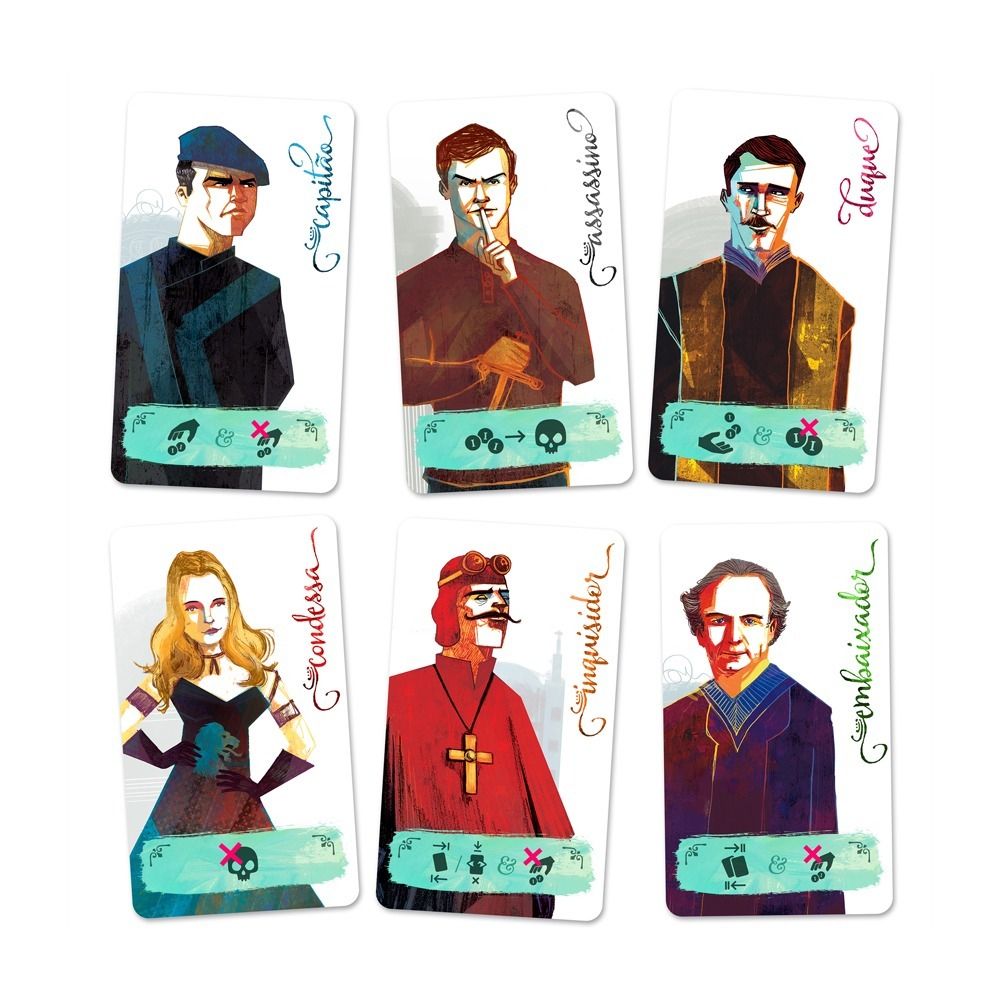 capitão
assassino
duque
&
I I I
&
I I
condessa
inquisidor
embaixador
&
&